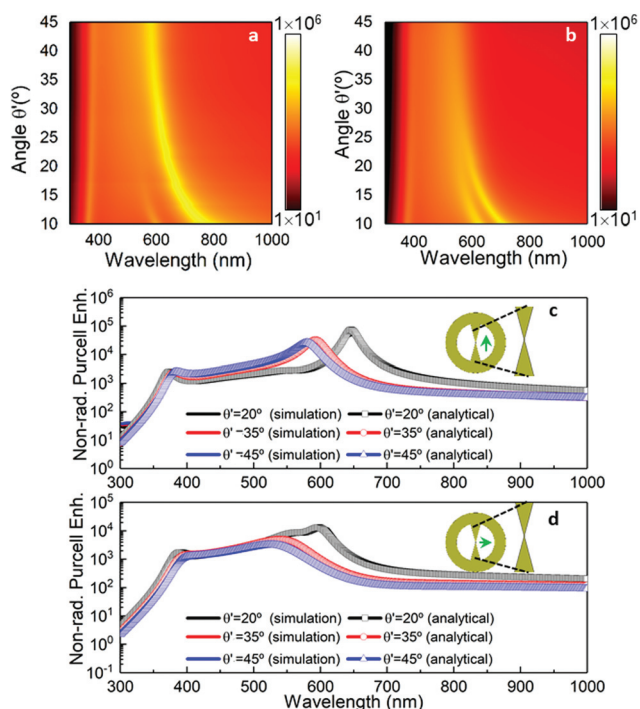 a
1×10⁶
1×10¹
45
40
35
30
25
20
15
10
Angle θ'(º)
400 600 800 1000
Wavelength (nm)
b
1×10⁶
1×10¹
45
40
35
30
25
20
15
10
Angle θ'(º)
400 600 800 1000
Wavelength (nm)
c
Non-rad. Purcell Enh.
10⁶
10⁵
10⁴
10³
10²
10¹
10⁰
θ'=20º (simulation) θ'=20º (analytical)
θ'=35º (simulation) θ'=35º (analytical)
θ'=45º (simulation) θ'=45º (analytical)
300 400 500 600 700 800 900 1000
d
Non-rad. Purcell Enh.
10⁵
10⁴
10³
10²
10¹
10⁰
10⁻¹
θ'=20º (simulation) θ'=20º (analytical)
θ'=35º (simulation) θ'=35º (analytical)
θ'=45º (simulation) θ'=45º (analytical)
300 400 500 600 700 800 900 1000
Wavelength (nm)